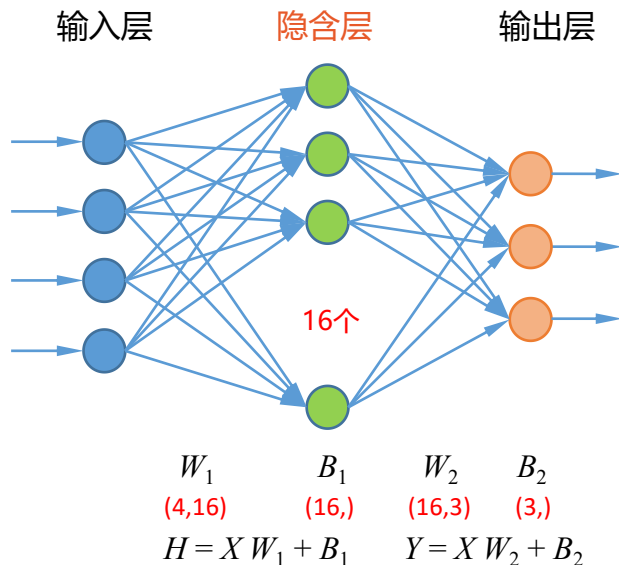 输入层 隐含层 输出层
16个
W₁ B₁ W₂ B₂
(4,16) (16,) (16,3) (3,)
H = X W₁ + B₁ Y = X W₂ + B₂